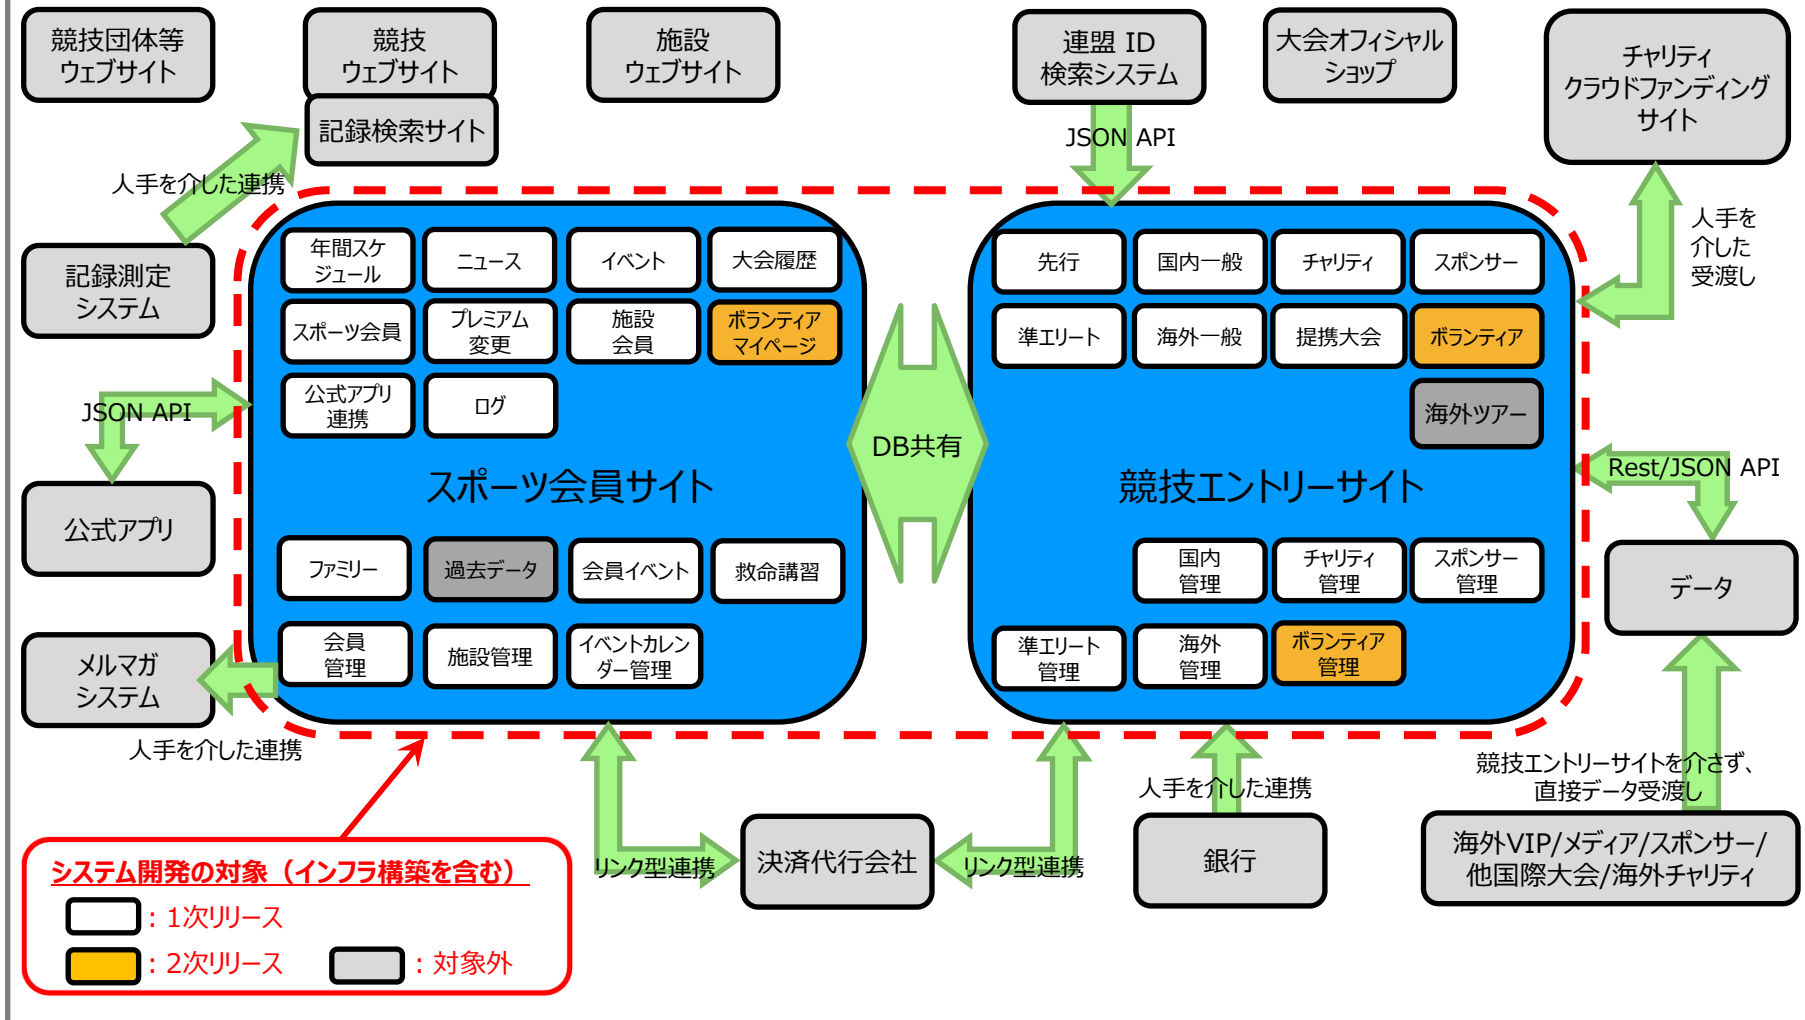 競技団体等
ウェブサイト
競技
ウェブサイト
記録検索サイト
施設
ウェブサイト
連盟 ID
検索システム
大会オフィシャル
ショップ
チャリティ
クラウドファンディング
サイト
JSON API
人手を介した連携
人手を
介した
受渡し
記録測定
システム
年間スケ
ジュール
ニュース
イベント
大会履歴
スポーツ会員
プレミアム
変更
施設
会員
ボランティア
マイページ
公式アプリ
連携
ログ
スポーツ会員サイト
ファミリー
過去データ
会員イベント
救命講習
会員
管理
施設管理
イベントカレン
ダー管理
DB共有
先行
国内一般
チャリティ
スポンサー
準エリート
海外一般
提携大会
ボランティア
海外ツアー
競技エントリーサイト
国内
管理
チャリティ
管理
スポンサー
管理
準エリート
管理
海外
管理
ボランティア
管理
JSON API
公式アプリ
Rest/JSON API
データ
メルマガ
システム
人手を介した連携
リンク型連携
決済代行会社
リンク型連携
人手を介した連携
銀行
競技エントリーサイトを介さず、
直接データ受渡し
海外VIP/メディア/スポンサー/
他国際大会/海外チャリティ
システム開発の対象（インフラ構築を含む）
：1次リリース
：2次リリース
：対象外